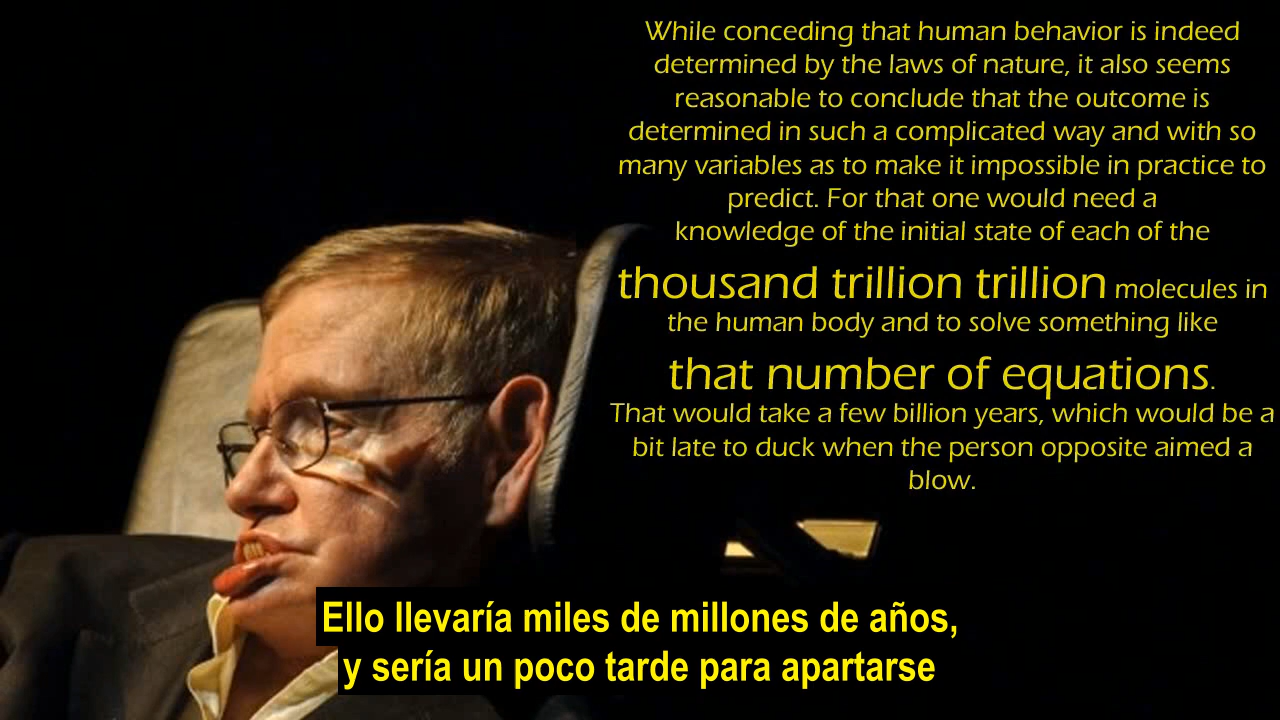 While conceding that human behavior is indeed
determined by the laws of nature, it also seems
reasonable to conclude that the outcome is
determined in such a complicated way and with so
many variables as to make it impossible in practice to
predict. For that one would need a
knowledge of the initial state of each of the
thousand trillion trillion molecules in
the human body and to solve something like
that number of equations.
That would take a few billion years, which would be a
bit late to duck when the person opposite aimed a
blow.
Ello llevaría miles de millones de años,
y sería un poco tarde para apartarse